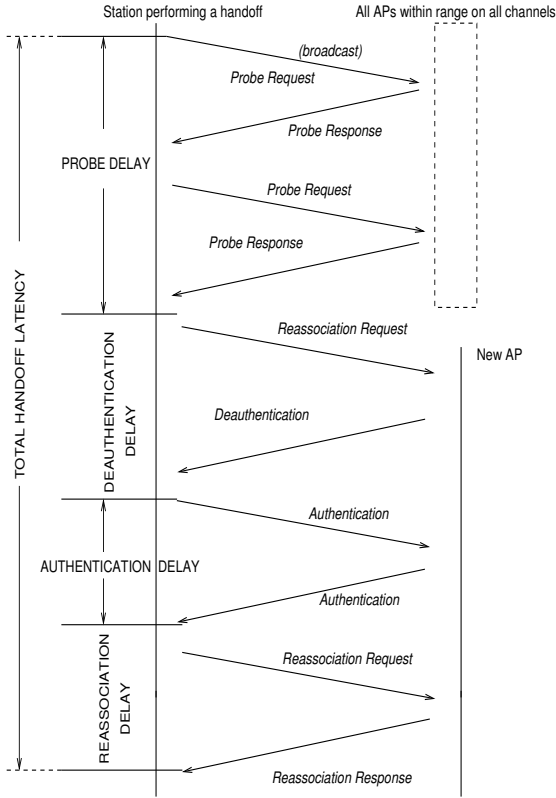 Station performing a handoff
All APs within range on all channels
(broadcast)
Probe Request
Probe Response
PROBE DELAY
Probe Request
Probe Response
TOTAL HANDOFF LATENCY
Reassociation Request
New AP
DEAUTHENTICATION
DELAY
Deauthentication
Authentication
AUTHENTICATION DELAY
Authentication
REASSOCIATION
DELAY
Reassociation Request
Reassociation Response